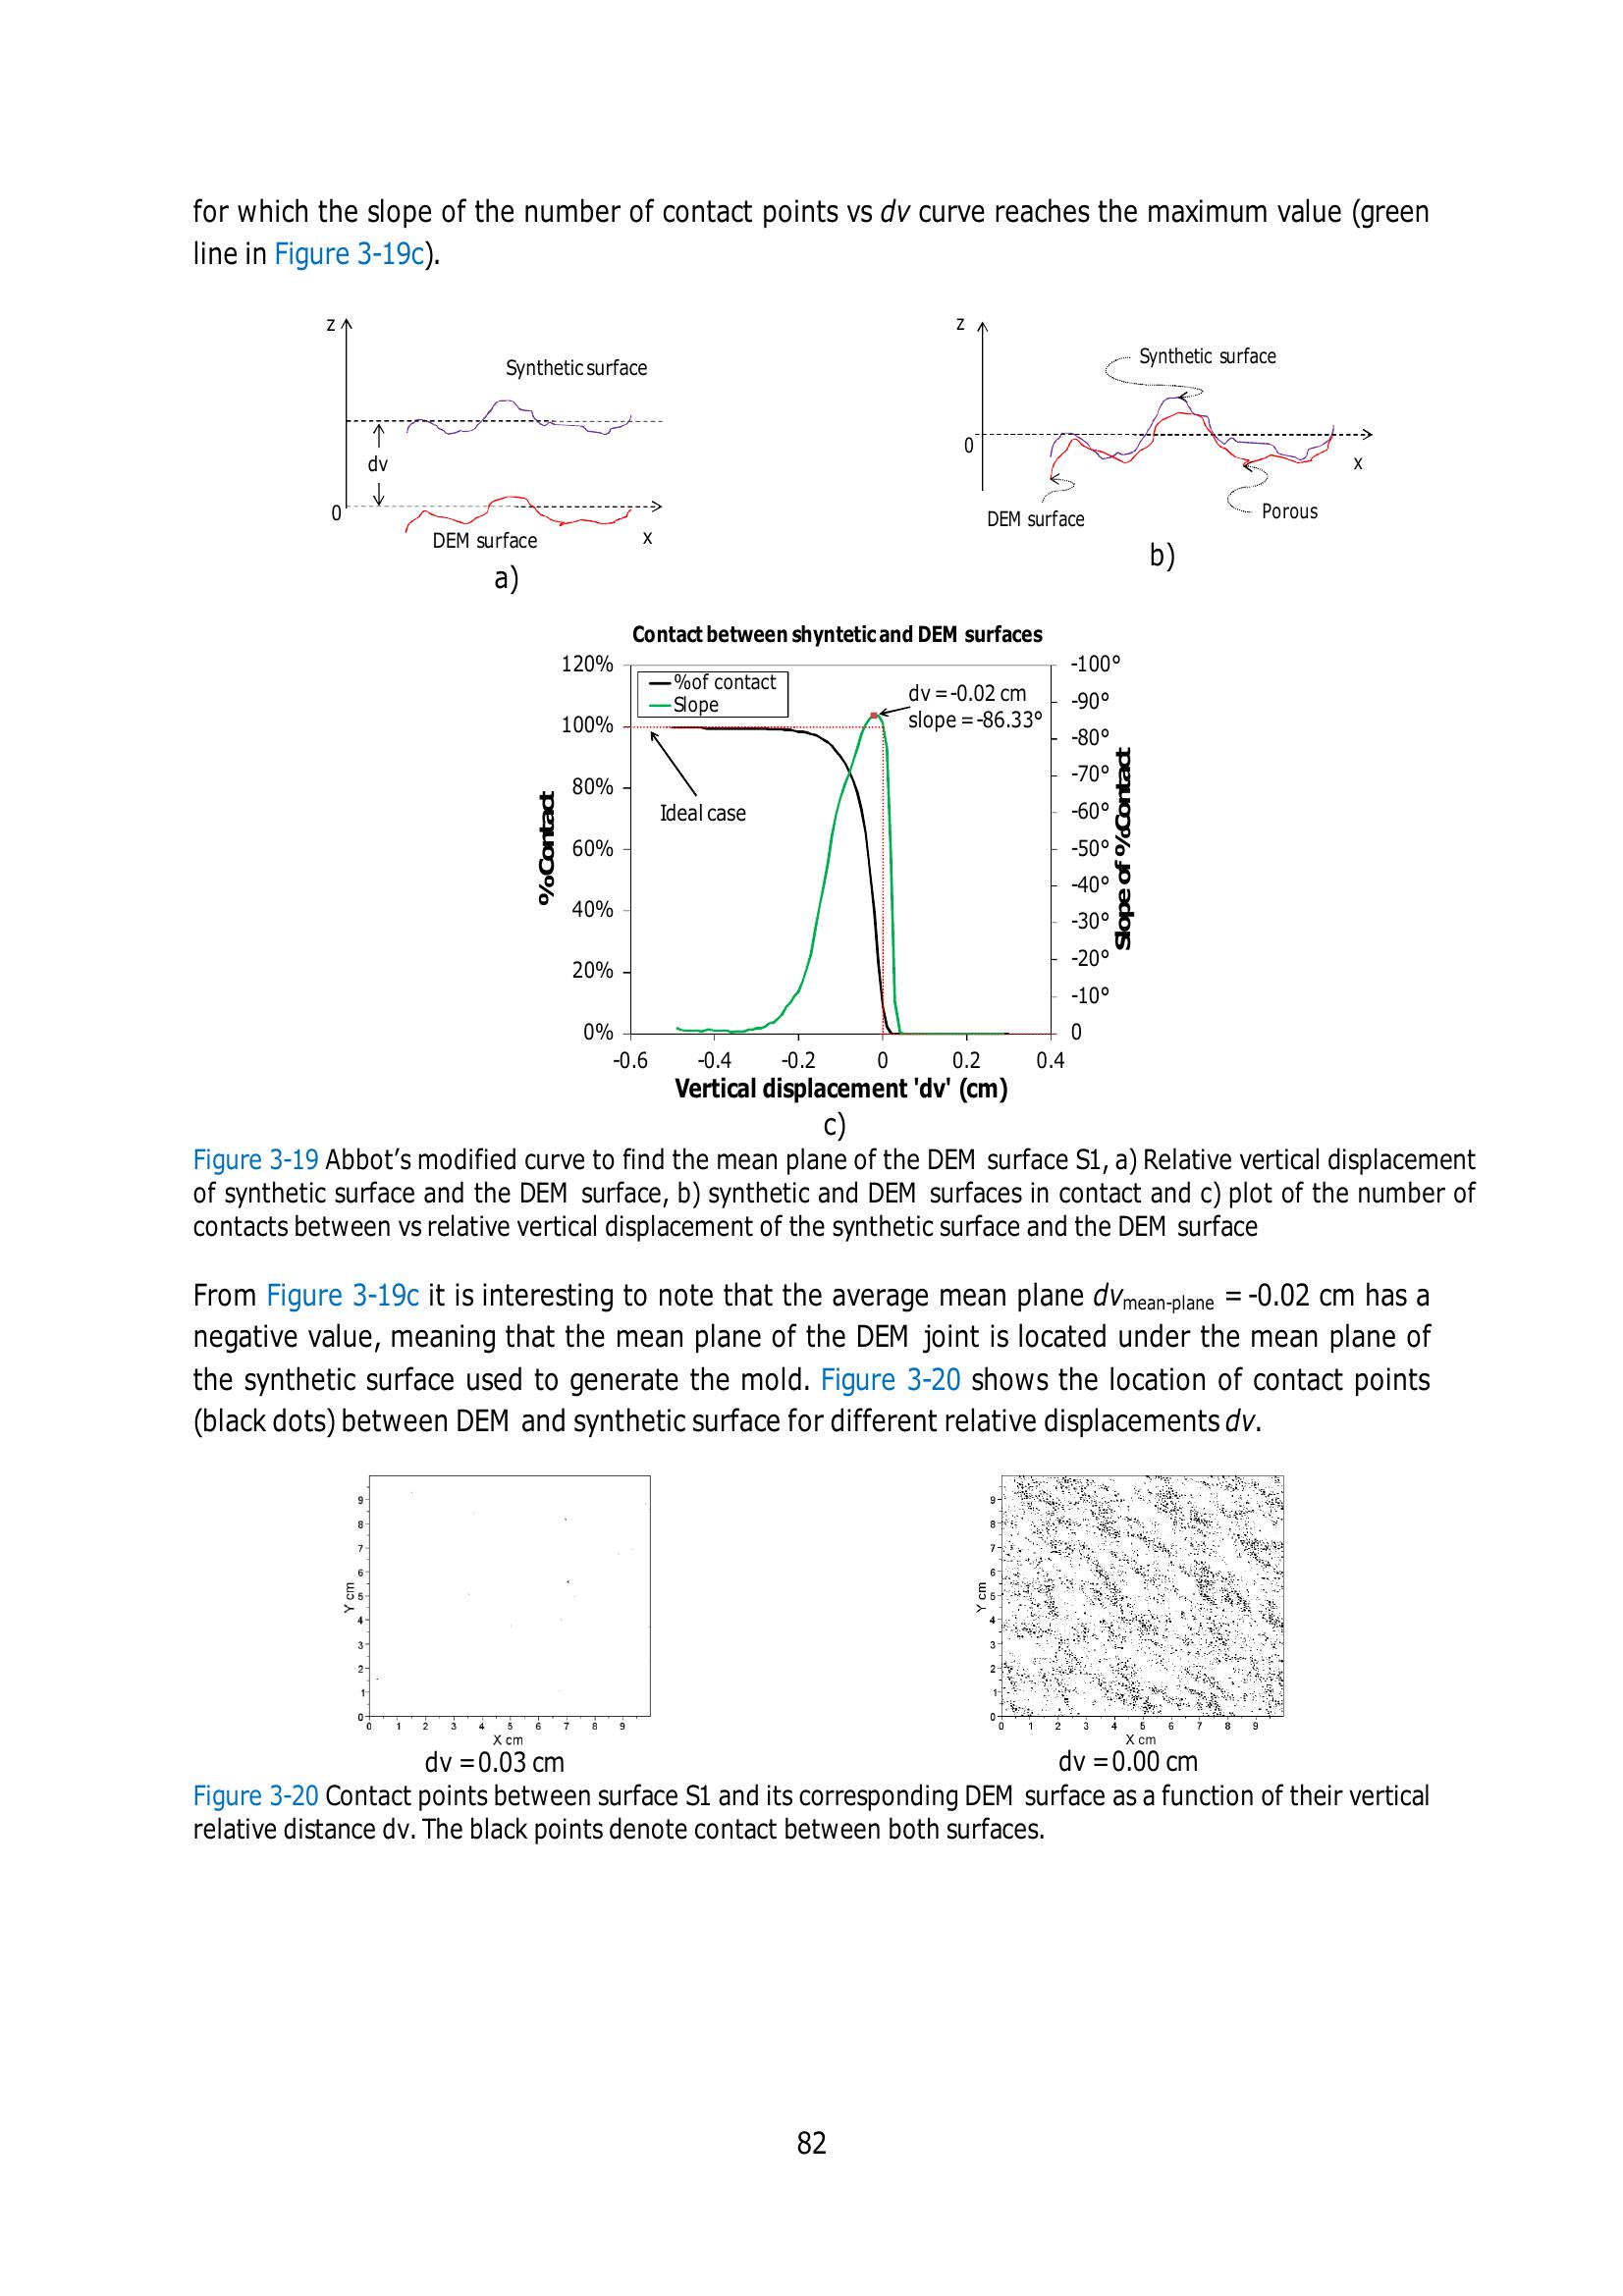 for which the slope of the number of contact points vs dv curve reaches the maximum value (green
line in Figure 3-19c).
z
Synthetic surface
dv
0
DEM surface
x
a)
z
Synthetic surface
0
x
DEM surface
Porous
b)
Contact between shyntetic and DEM surfaces
120%
100%
80%
60%
40%
20%
0%
% Contact
% of contact
Slope
dv = -0.02 cm
slope = -86.33°
Ideal case
-100°
-90°
-80°
-70°
-60°
-50°
-40°
-30°
-20°
-10°
0
Slope of % Contact
-0.6 -0.4 -0.2 0 0.2 0.4
Vertical displacement 'dv' (cm)
c)
Figure 3-19 Abbot’s modified curve to find the mean plane of the DEM surface S1, a) Relative vertical displacement
of synthetic surface and the DEM surface, b) synthetic and DEM surfaces in contact and c) plot of the number of
contacts between vs relative vertical displacement of the synthetic surface and the DEM surface
From Figure 3-19c it is interesting to note that the average mean plane dvmean-plane = -0.02 cm has a
negative value, meaning that the mean plane of the DEM joint is located under the mean plane of
the synthetic surface used to generate the mold. Figure 3-20 shows the location of contact points
(black dots) between DEM and synthetic surface for different relative displacements dv.
9
8
7
6
5
4
3
2
1
0
Y cm
0 1 2 3 4 5 6 7 8 9
X cm
dv = 0.03 cm
9
8
7
6
5
4
3
2
1
0
Y cm
0 1 2 3 4 5 6 7 8 9
X cm
dv = 0.00 cm
Figure 3-20 Contact points between surface S1 and its corresponding DEM surface as a function of their vertical
relative distance dv. The black points denote contact between both surfaces.
82